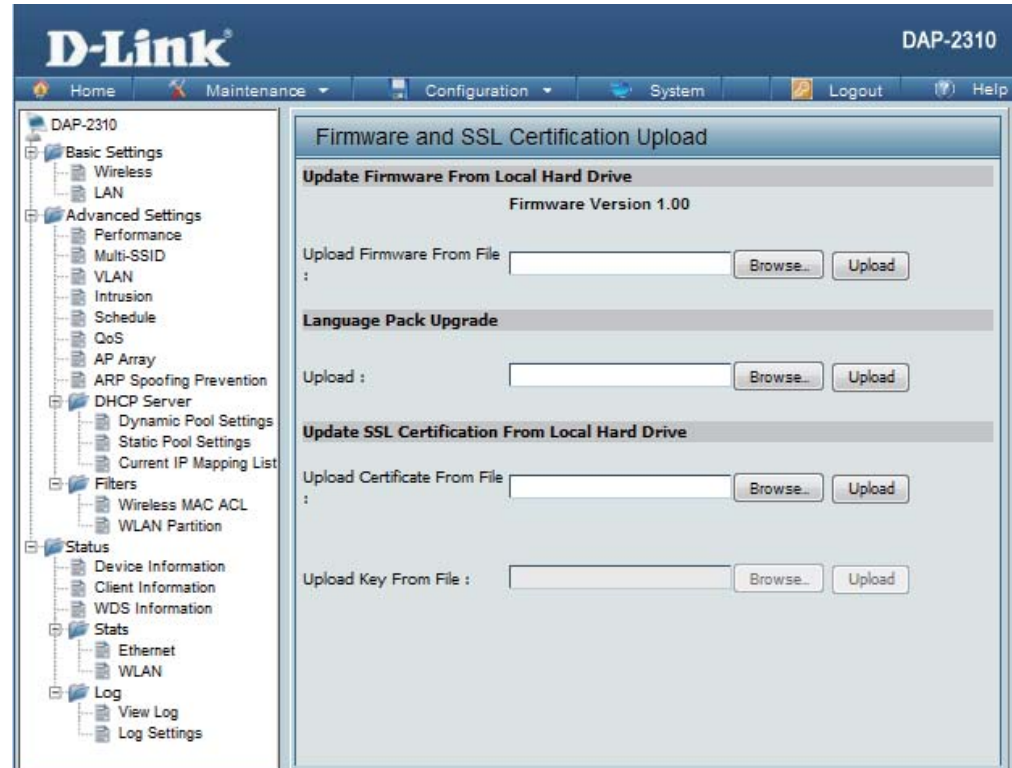 D-Link
DAP-2310
Home
Maintenance
Configuration
System
Logout
Help
DAP-2310
Basic Settings
Wireless
LAN
Advanced Settings
Performance
Multi-SSID
VLAN
Intrusion
Schedule
QoS
AP Array
ARP Spoofing Prevention
DHCP Server
Dynamic Pool Settings
Static Pool Settings
Current IP Mapping List
Filters
Wireless MAC ACL
WLAN Partition
Status
Device Information
Client Information
WDS Information
Stats
Ethernet
WLAN
Log
View Log
Log Settings
Firmware and SSL Certification Upload
Update Firmware From Local Hard Drive
Firmware Version 1.00
Upload Firmware From File
:
Browse... Upload
Language Pack Upgrade
Upload : Browse... Upload
Update SSL Certification From Local Hard Drive
Upload Certificate From File
:
Browse... Upload
Upload Key From File : Browse... Upload